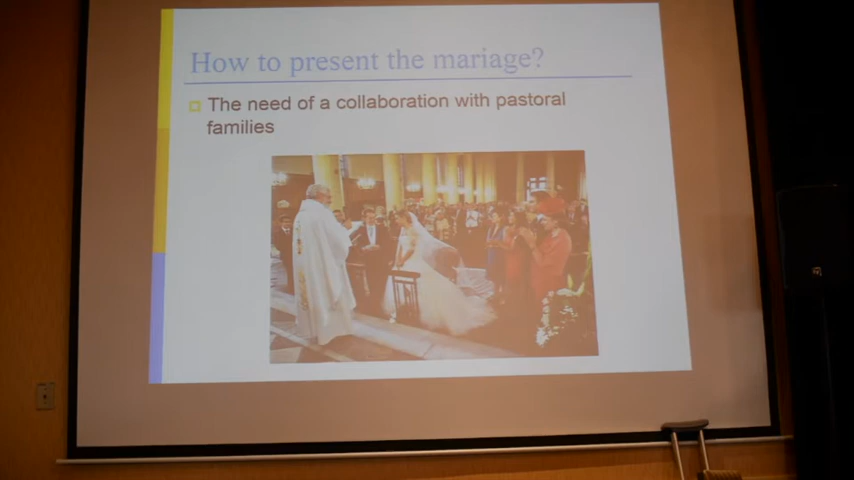 How to present the mariage?
The need of a collaboration with pastoral
families